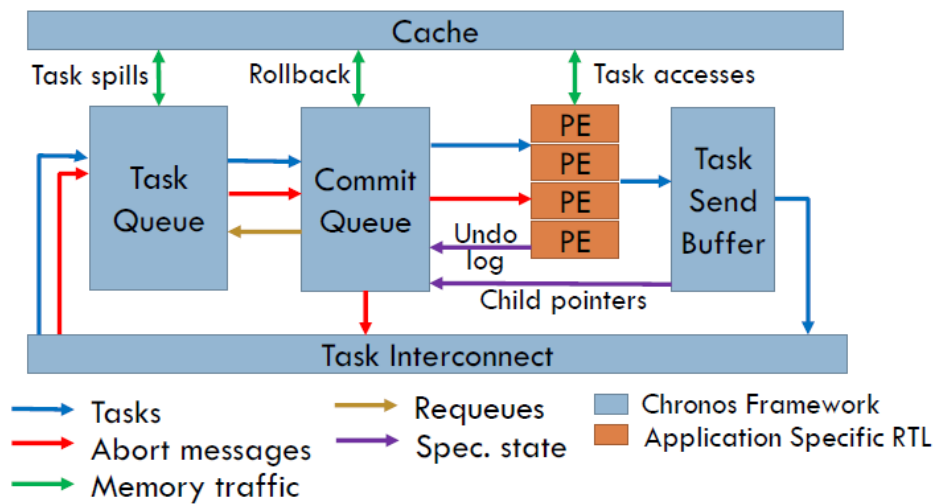 Cache
Task spills
Rollback
Task accesses
Task
Queue
Commit
Queue
PE
PE
PE
PE
Task
Send
Buffer
Undo
log
Child pointers
Task Interconnect
Tasks
Abort messages
Memory traffic
Requeues
Spec. state
Chronos Framework
Application Specific RTL